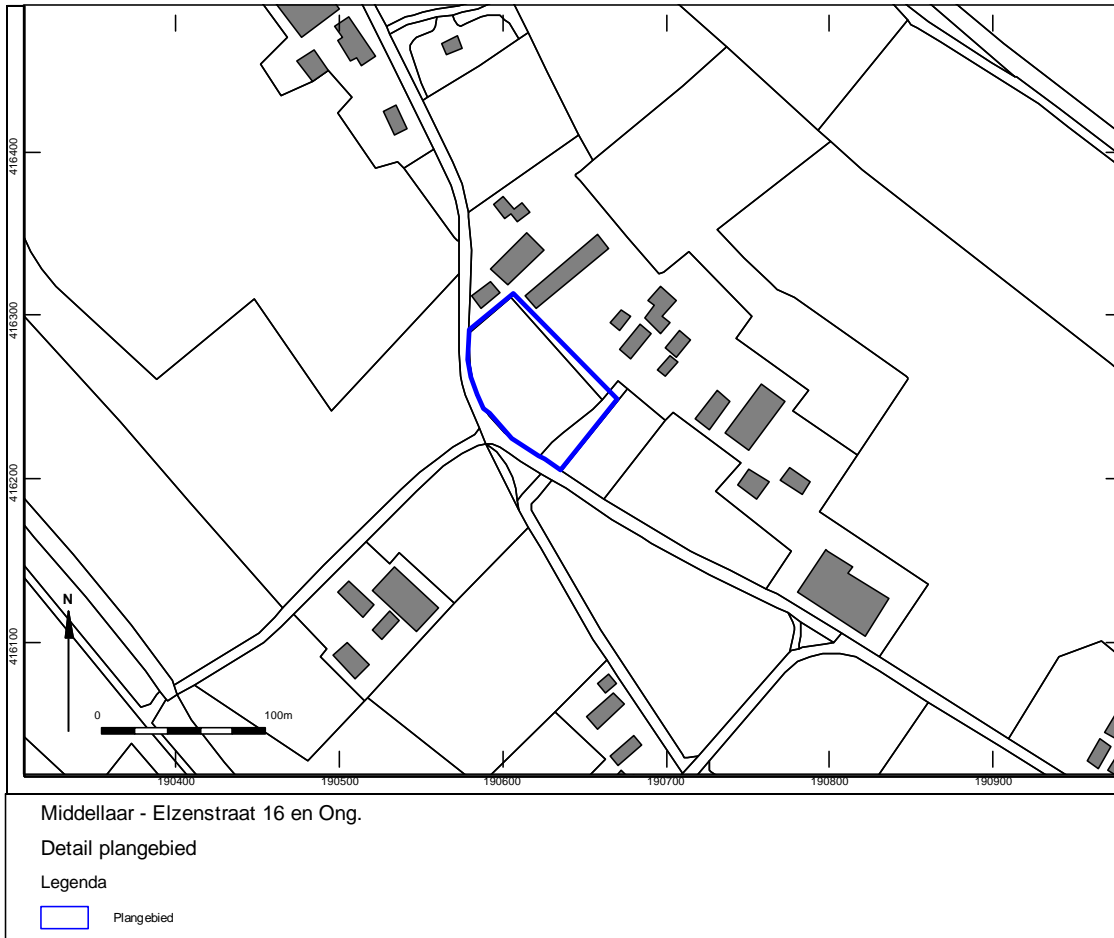 416400
416300
416200
416100
N
0 100m
190400 190500 190600 190700 190800 190900
Middellaar - Elzenstraat 16 en Ong.
Detail plangebied
Legenda
Plangebied